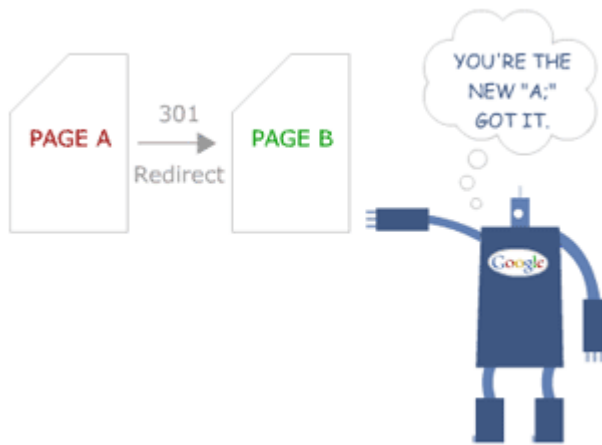 PAGE A
301
Redirect
PAGE B
YOU'RE THE
NEW "A;"
GOT IT.
Google